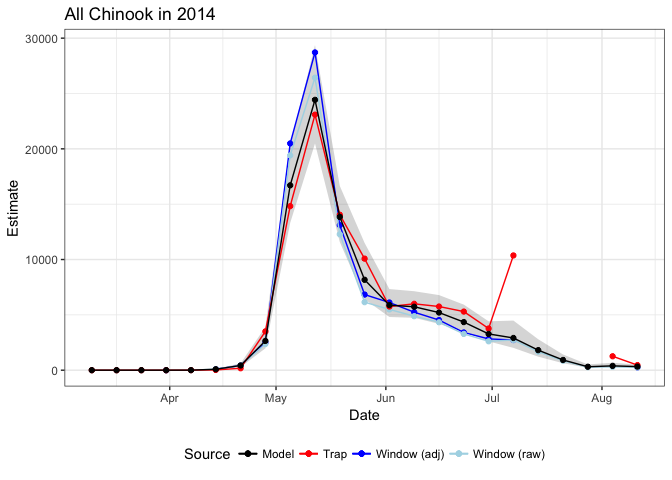 All Chinook in 2014
30000
20000
10000
0
Estimate
Apr May Jun Jul Aug
Date
Source Model Trap Window (adj) Window (raw)